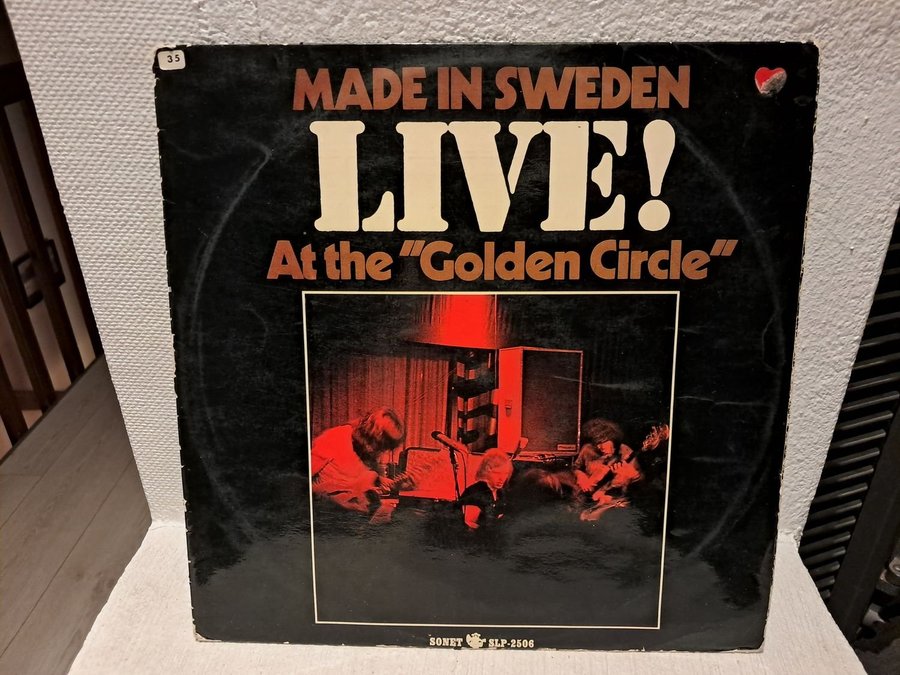 35
MADE IN SWEDEN
LIVE!
At the "Golden Circle"
SONET SLP-2506